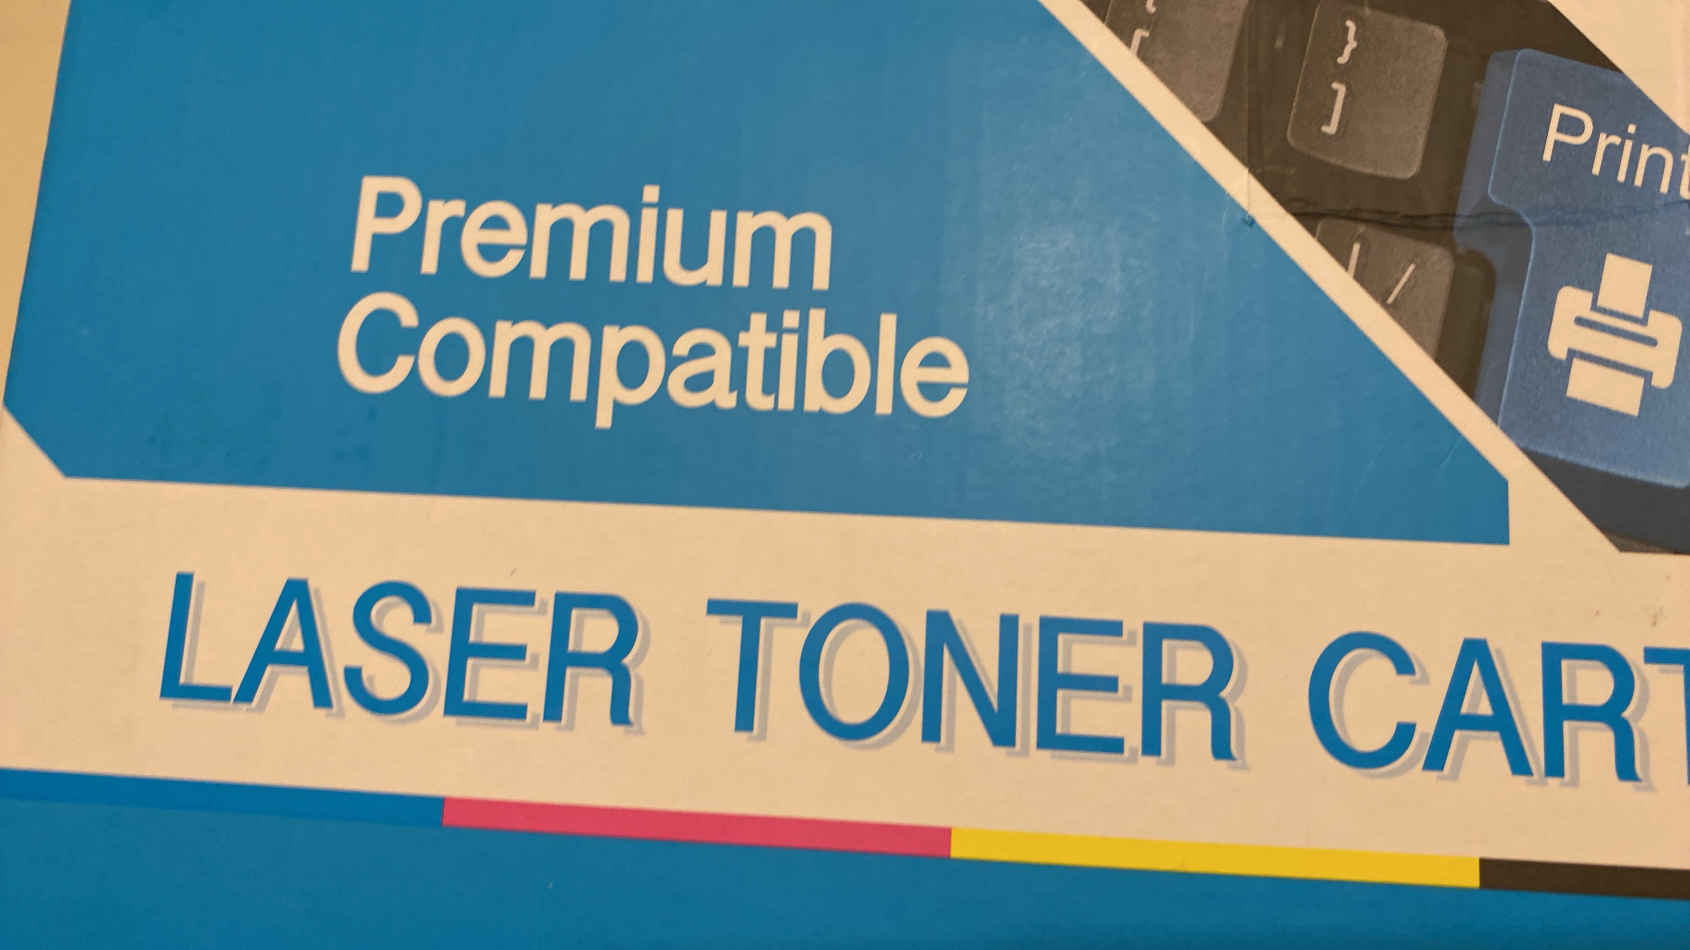 }
]
Print
Premium
Compatible
LASER TONER CART